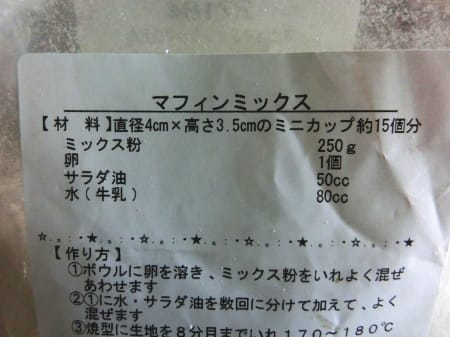 マフィンミックス
【材 料】直径4cm×高さ3.5cmのミニカップ約15個分
ミックス粉 250g
卵 1個
サラダ油 50cc
水(牛乳) 80cc
☆.。.:・★.。.:・☆.。.:・★.。.:・☆.。.:・★.。.:・☆.。.:・★
【作り方】
①ボウルに卵を溶き、ミックス粉をいれよく混ぜ
あわせます
②①に水・サラダ油を数回に分けて加えて、よく
混ぜます
③焼型に生地を8分目までいれ170~180℃